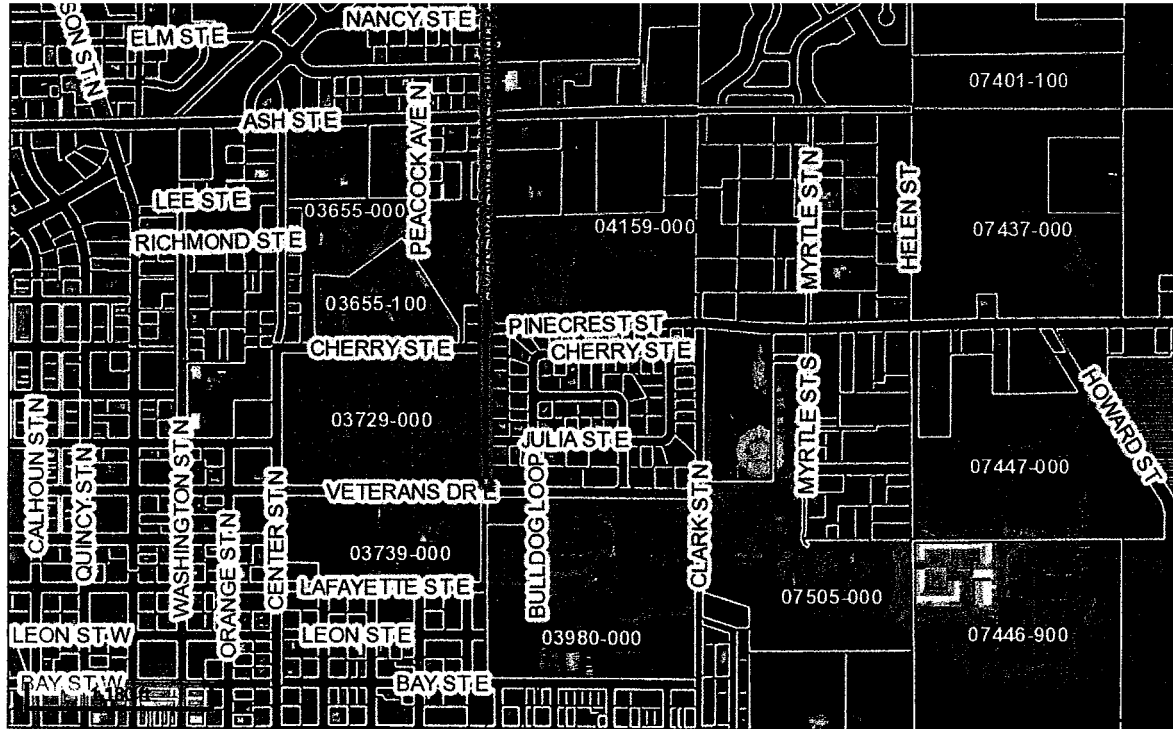 NANCY ST E
SON ST N
ELM ST E
07401-100
PEACOCK AVE N
ASH ST E
MYRTLE ST N
HELEN ST
LEE ST E
03655-000
04159-000
07437-000
RICHMOND ST E
03655-100
PINECREST ST
CHERRY ST E
CHERRY ST E
MYRTLE ST S
HOWARD ST
CALHOUN ST N
QUINCY ST N
WASHINGTON ST N
03729-000
JULIA ST E
07447-000
CENTER ST N
VETERANS DR E
BULLDOG LOOP
CLARK ST N
ORANGE ST N
03739-000
LAFAYETTE ST E
07505-000
LEON ST W
LEON ST E
03980-000
07446-900
BAY ST W
BAY ST E